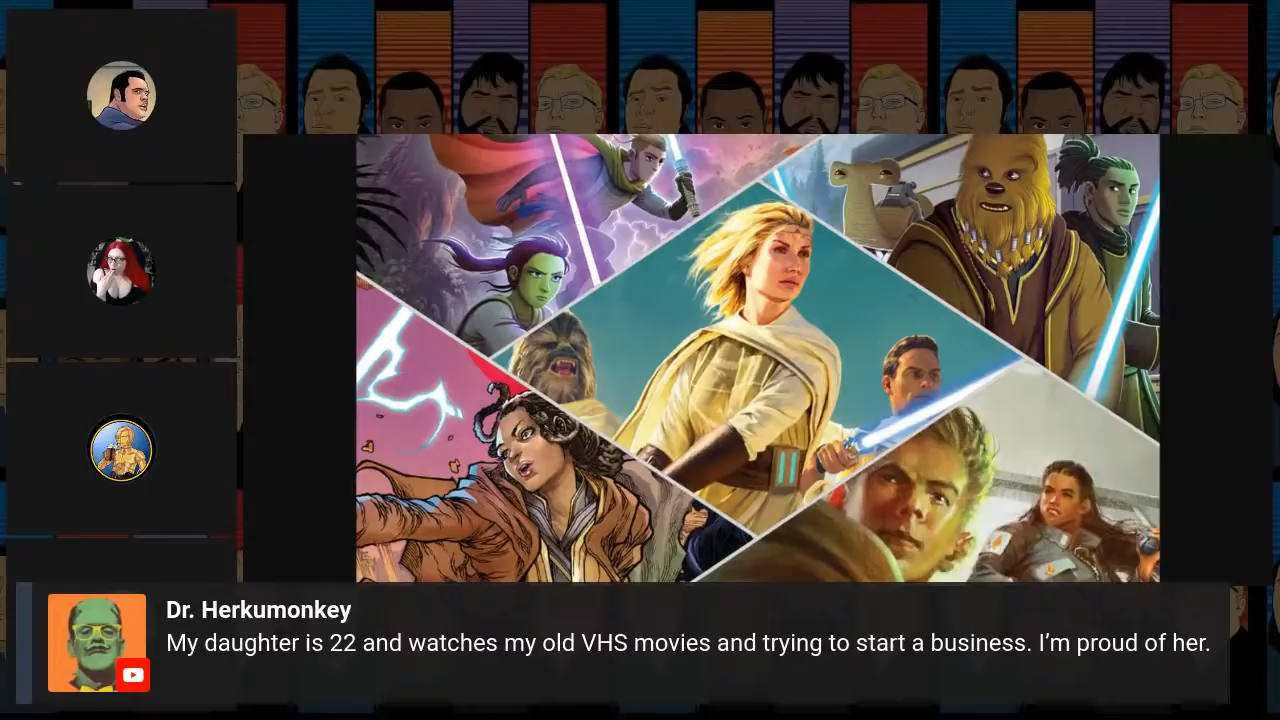 Dr. Herkumonkey
My daughter is 22 and watches my old VHS movies and trying to start a business. I’m proud of her.